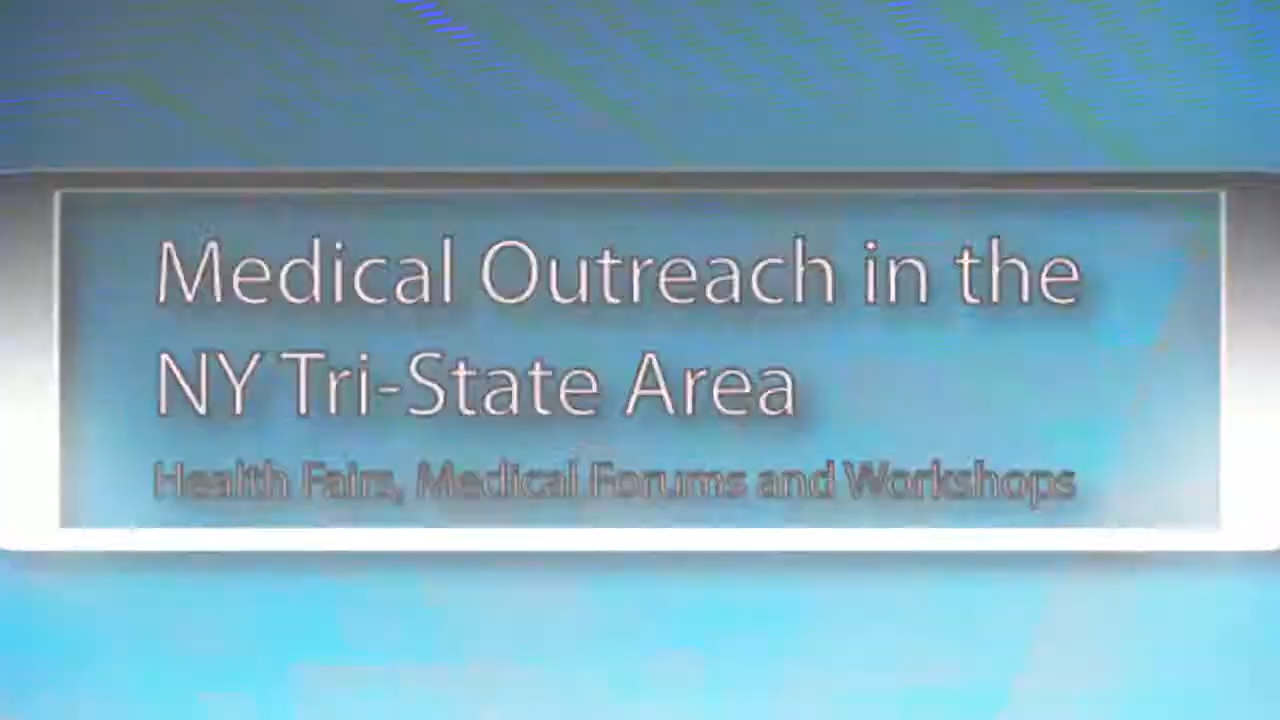 Medical Outreach in the
NY Tri-State Area
Health Fairs, Medical Forums and Workshops